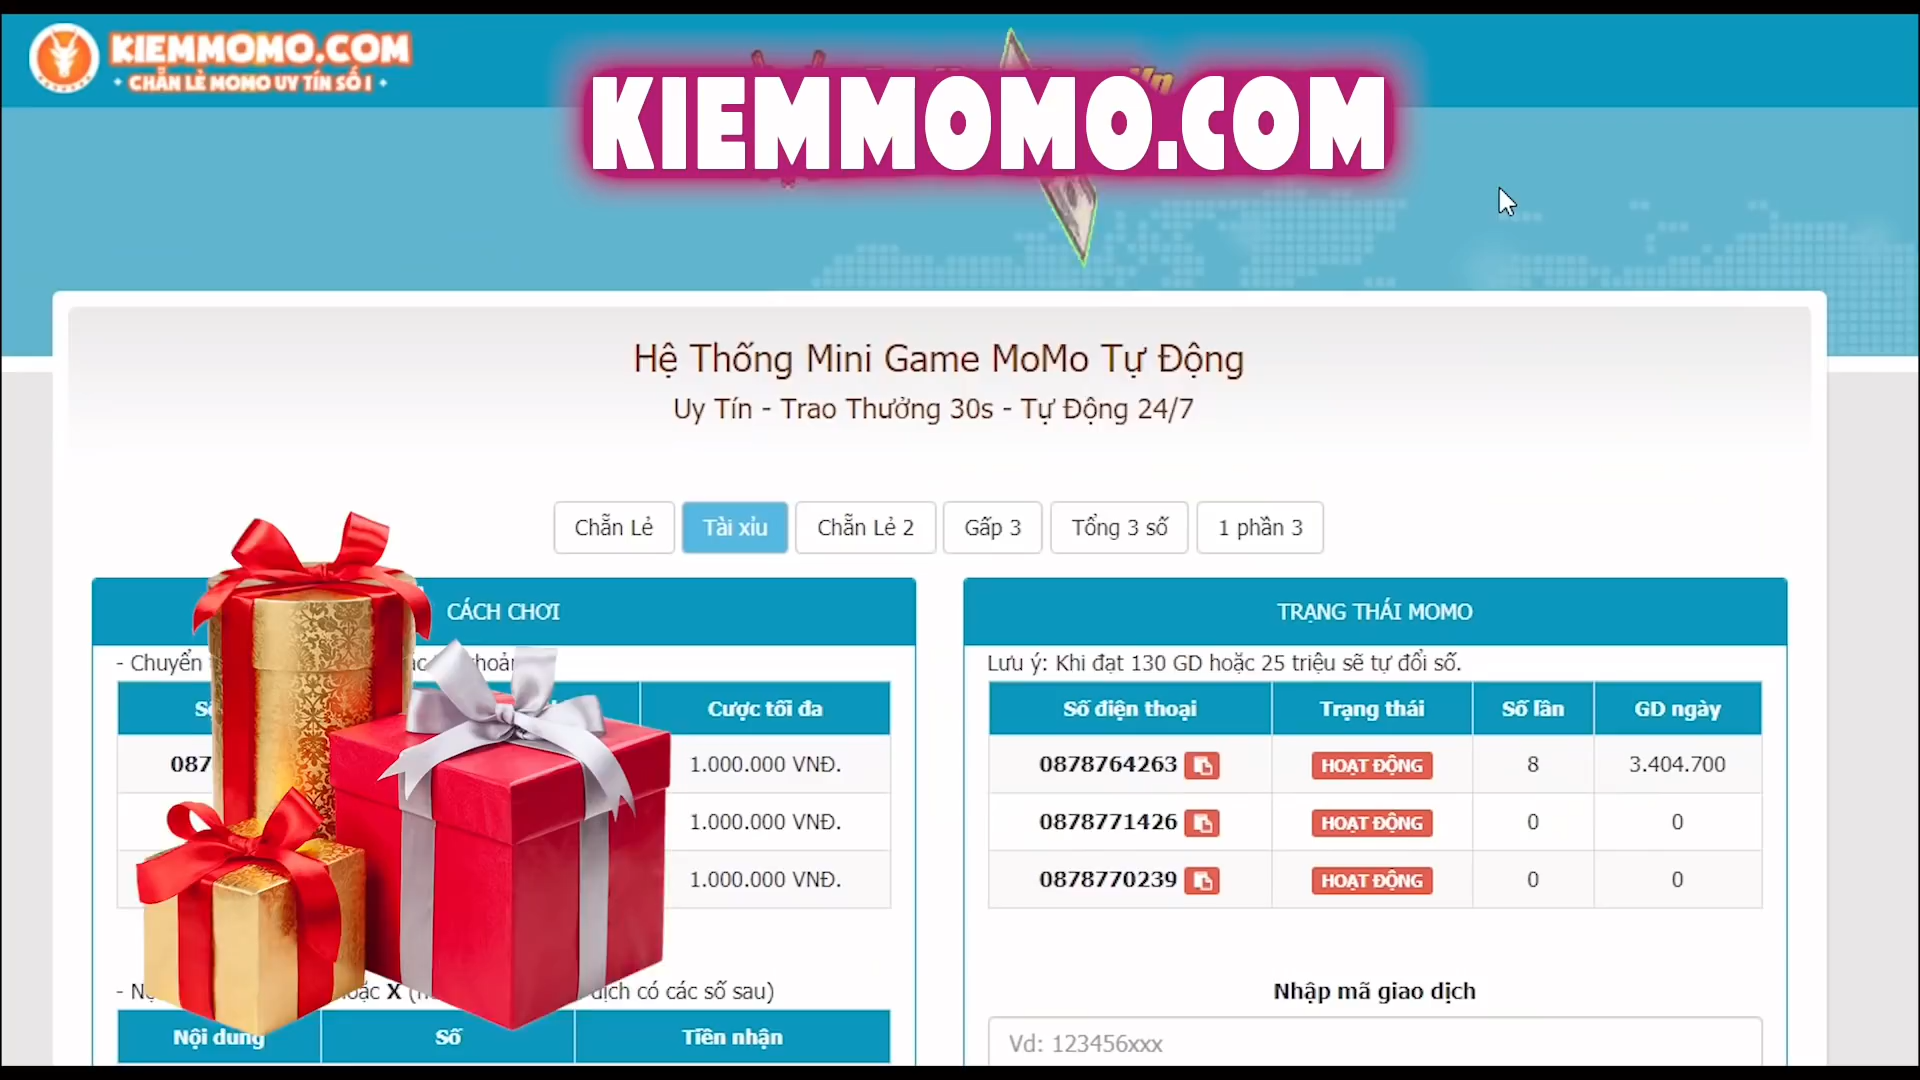 KIEMMOMO.COM
CHẴN LẺ MOMO UY TÍN SỐ 1
KIEMMOMO.COM
Hệ Thống Mini Game MoMo Tự Động
Uy Tín - Trao Thưởng 30s - Tự Động 24/7
Chẵn Lẻ Tài xỉu Chẵn Lẻ 2 Gấp 3 Tổng 3 số 1 phần 3
CÁCH CHƠI
- Chuyển
Cược tối đa
087 1.000.000 VNĐ.
1.000.000 VNĐ.
1.000.000 VNĐ.
X dịch có các số sau)
Nội dung Số Tiền nhận
TRẠNG THÁI MOMO
Lưu ý: Khi đạt 130 GD hoặc 25 triệu sẽ tự đổi số.
Số điện thoại Trạng thái Số lần GD ngày
0878764263 HOẠT ĐỘNG 8 3.404.700
0878771426 HOẠT ĐỘNG 0 0
0878770239 HOẠT ĐỘNG 0 0
Nhập mã giao dịch
Vd: 123456xxx